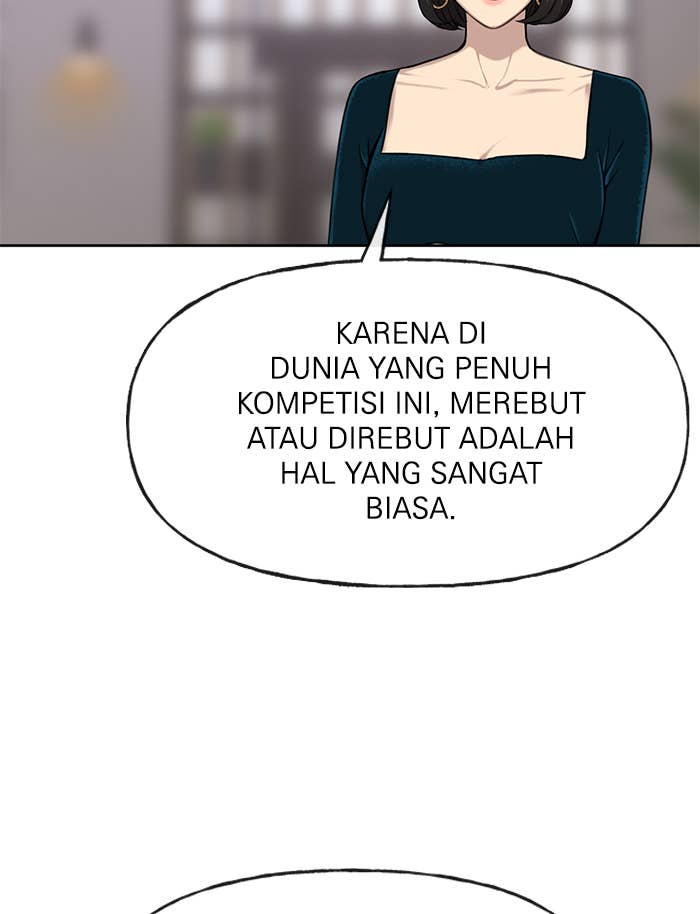 KARENA DI
DUNIA YANG PENUH
KOMPETISI INI, MEREBUT
ATAU DIREBUT ADALAH
HAL YANG SANGAT
BIASA.